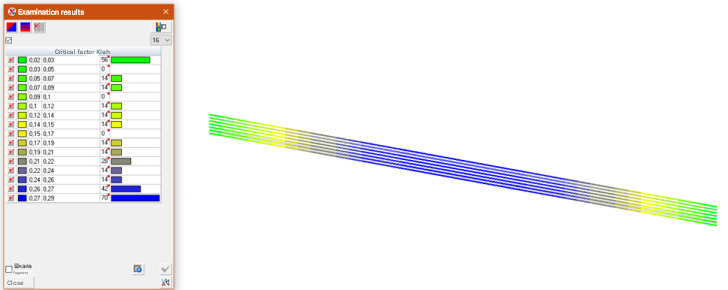 Examination results
16
Critical factor Klah
0,02 0,03 56
0,03 0,05 0
0,05 0,07 14
0,07 0,09 14
0,09 0,1 0
0,1 0,12 14
0,12 0,14 14
0,14 0,15 14
0,15 0,17 0
0,17 0,19 14
0,19 0,21 14
0,21 0,22 28
0,22 0,24 14
0,24 0,26 14
0,26 0,27 42
0,27 0,29 70
Шкала
Fragment
Close